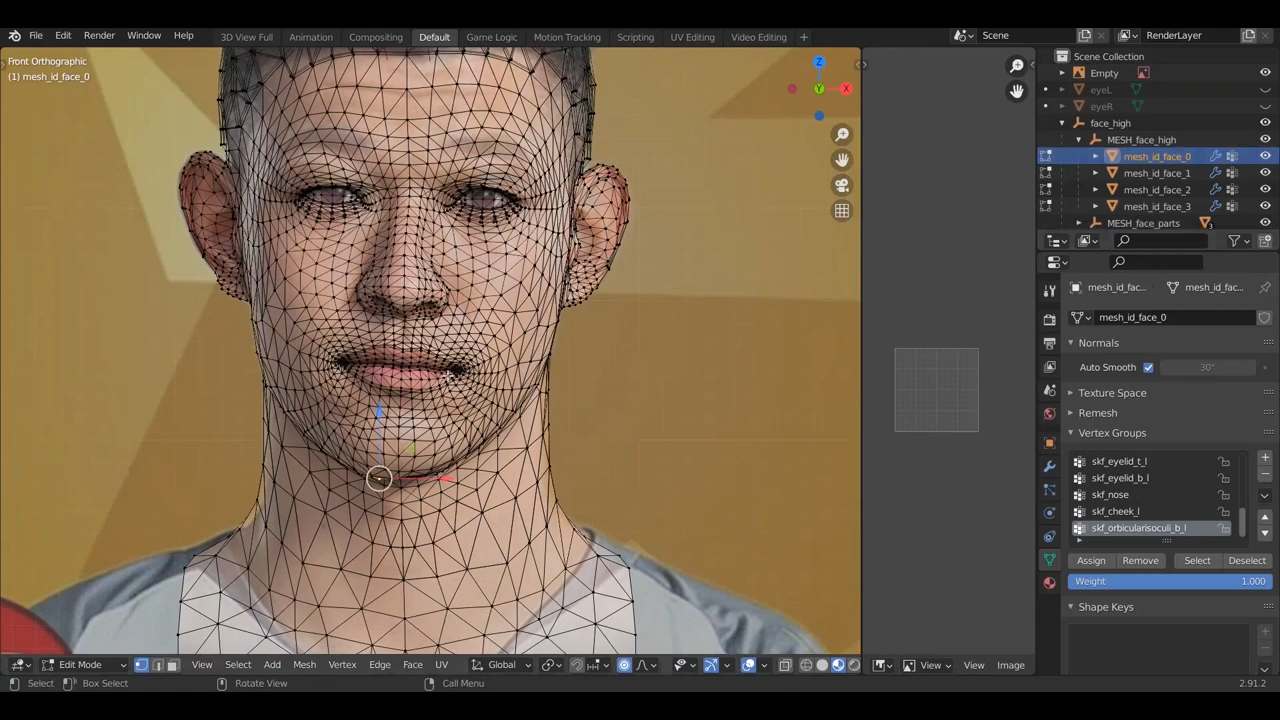 File Edit Render Window Help
3D View Full Animation Compositing Default Game Logic Motion Tracking Scripting UV Editing Video Editing +
Scene
RenderLayer
Front Orthographic
(1) mesh_id_face_0
Z
Y
X
Scene Collection
Empty
eyeL
eyeR
face_high
MESH_face_high
mesh_id_face_0
mesh_id_face_1
mesh_id_face_2
mesh_id_face_3
MESH_face_parts
3
mesh_id_fac... mesh_id_fac...
mesh_id_face_0
Normals
Auto Smooth 30°
Texture Space
Remesh
Vertex Groups
skf_eyelid_t_l
skf_eyelid_b_l
skf_nose
skf_cheek_l
skf_orbicularisoculi_b_l
Assign Remove Select Deselect
Weight 1.000
Shape Keys
Edit Mode View Select Add Mesh Vertex Edge Face UV Global
View View Image
Select Box Select Rotate View Call Menu 2.91.2